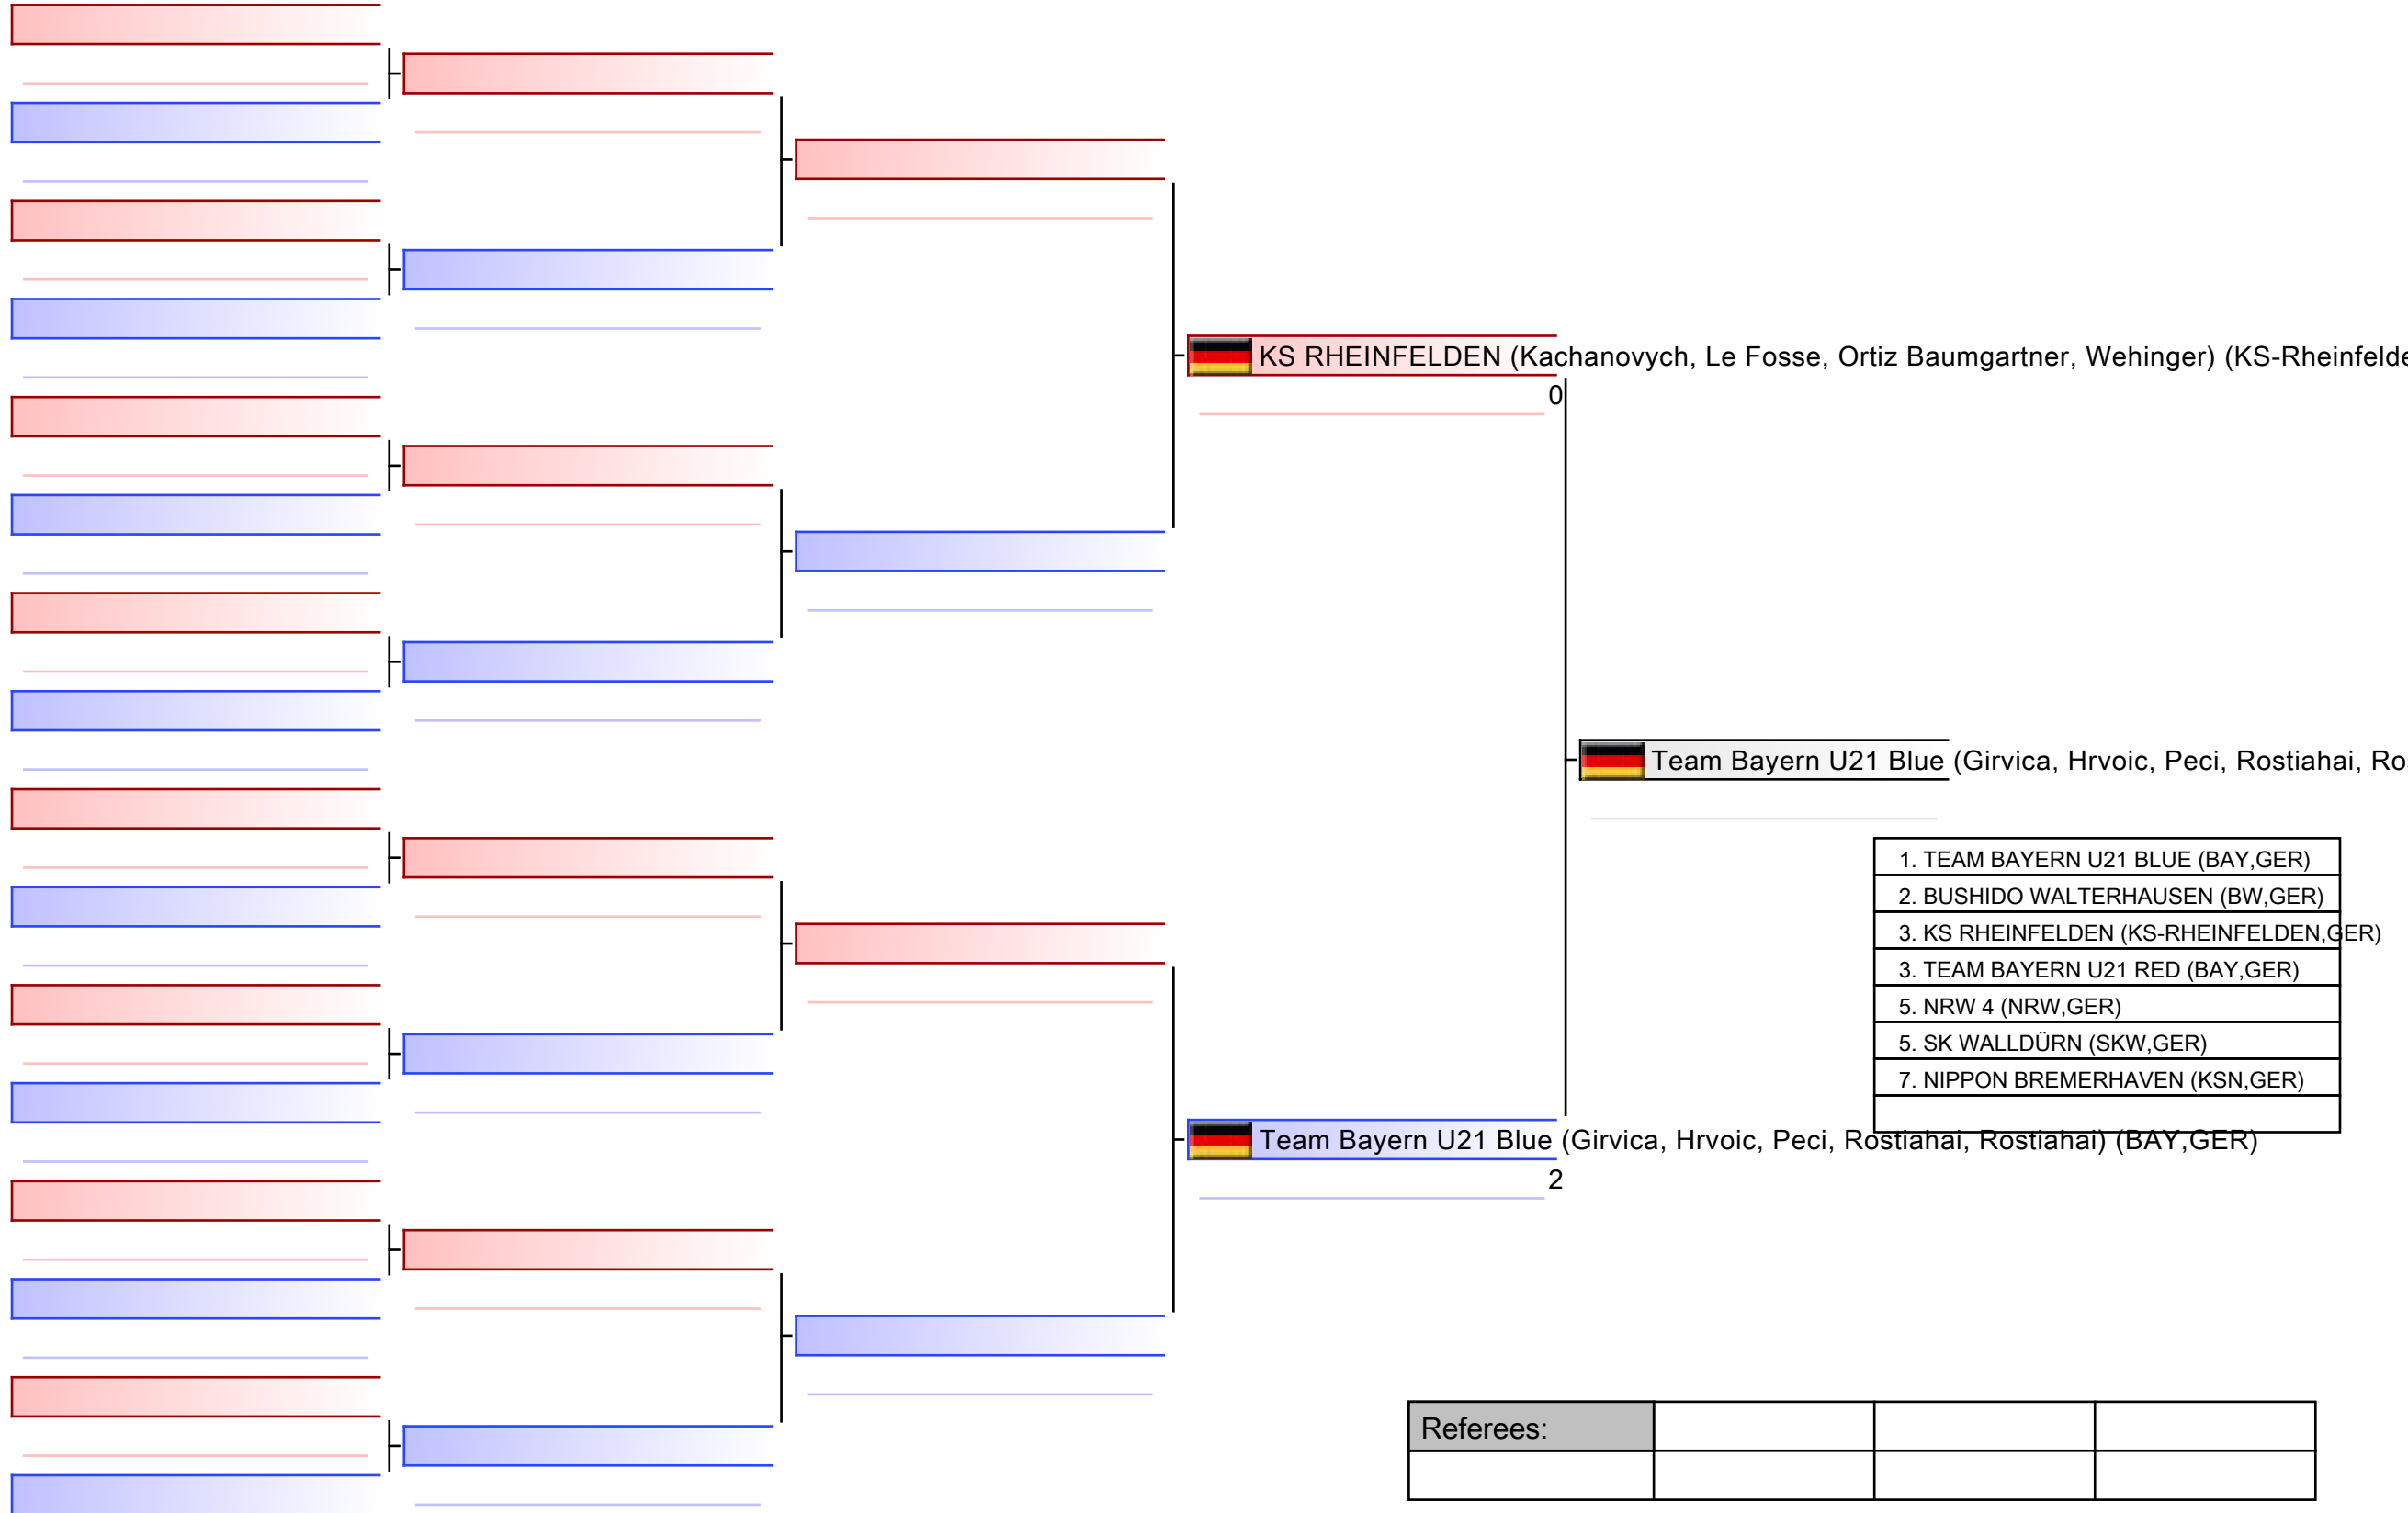 KS RHEINFELDEN (Kachanovych, Le Fosse, Ortiz Baumgartner, Wehinger) (KS-Rheinfelde
0
Team Bayern U21 Blue (Girvica, Hrvoic, Peci, Rostiahai, Ro
1. TEAM BAYERN U21 BLUE (BAY,GER)
2. BUSHIDO WALTERHAUSEN (BW,GER)
3. KS RHEINFELDEN (KS-RHEINFELDEN,GER)
3. TEAM BAYERN U21 RED (BAY,GER)
5. NRW 4 (NRW,GER)
5. SK WALLDÜRN (SKW,GER)
7. NIPPON BREMERHAVEN (KSN,GER)
Team Bayern U21 Blue (Girvica, Hrvoic, Peci, Rostiahai, Rostiahai) (BAY,GER)
2
Referees: